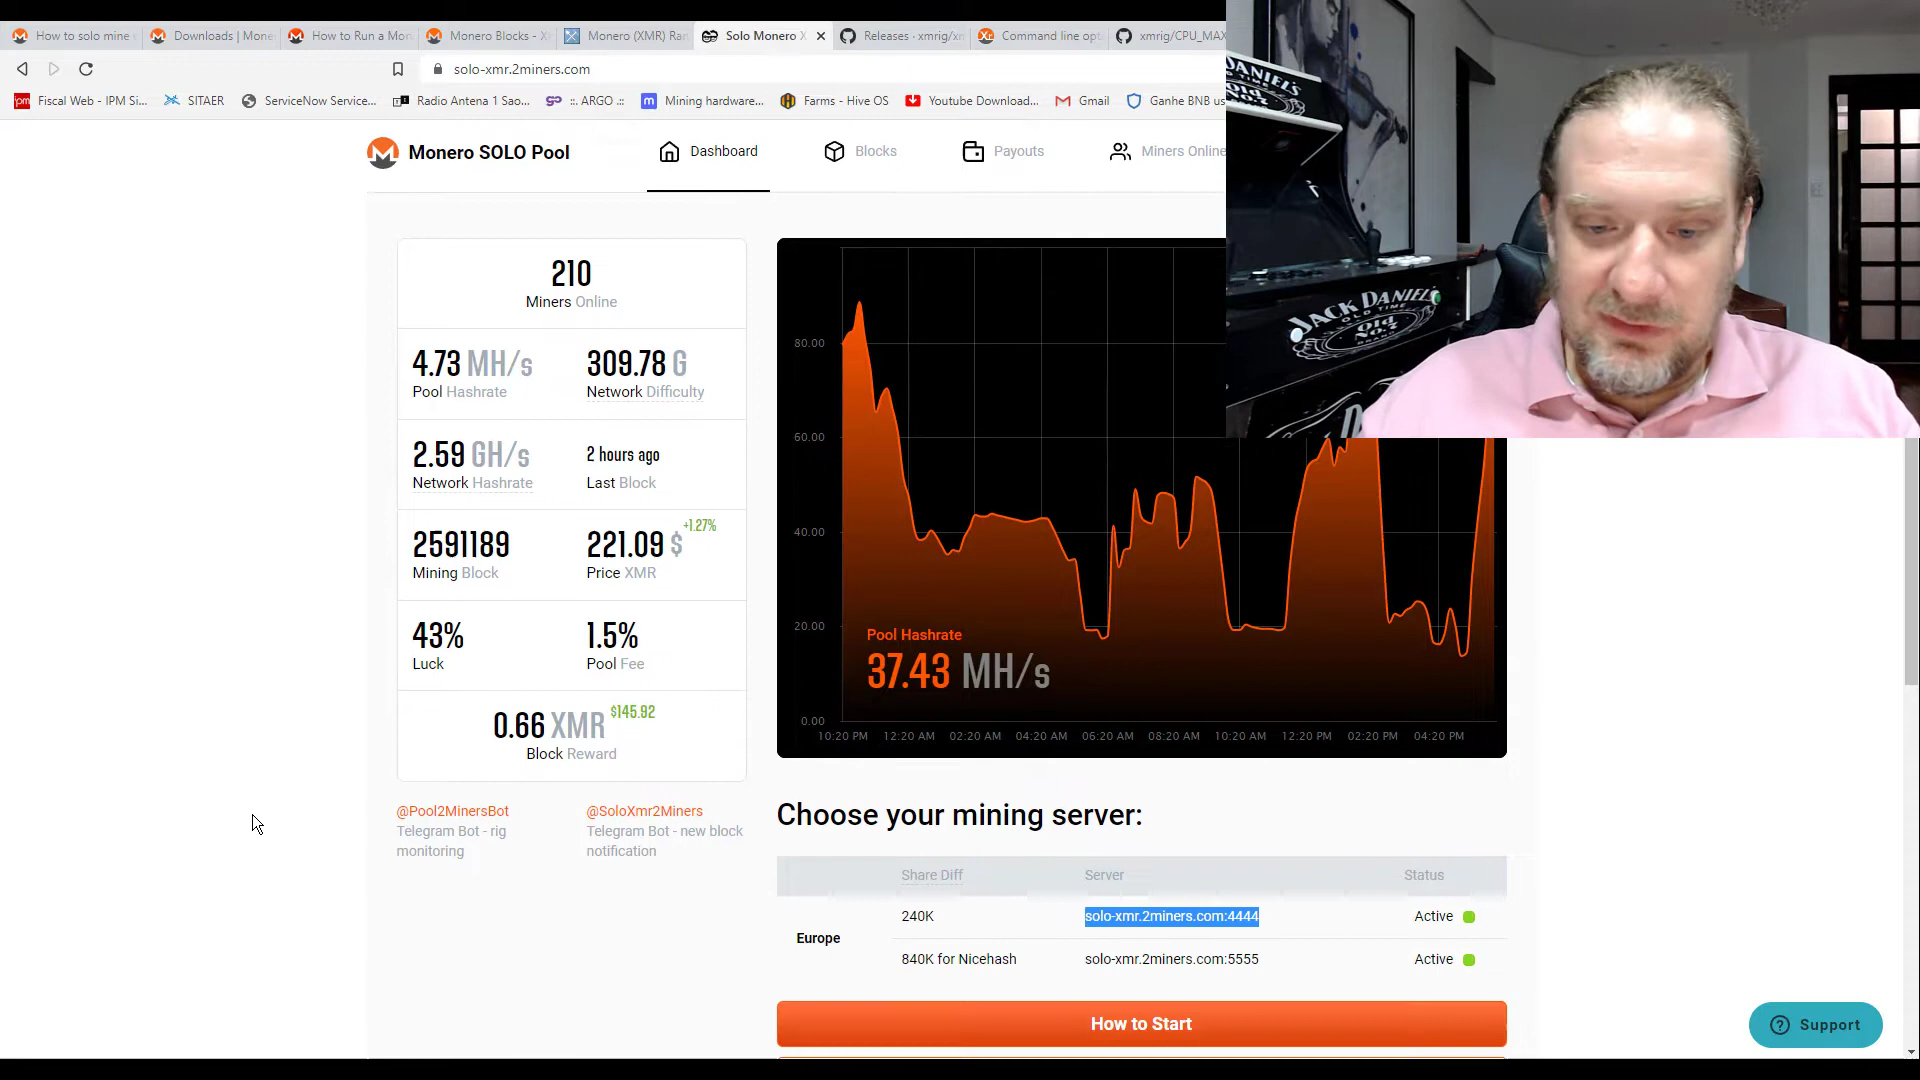 How to solo mine
Downloads | Mone
How to Run a Mon
Monero Blocks - X
Monero (XMR) Ran
Solo Monero X
Releases · xmrig/xn
Command line opt
xmrig/CPU_MAX
solo-xmr.2miners.com
Fiscal Web - IPM Si...
SITAER
ServiceNow Service...
Radio Antena 1 Sao...
.:. ARGO .:.
Mining hardware...
Farms - Hive OS
Youtube Download...
Gmail
Ganhe BNB us
Monero SOLO Pool
Dashboard
Blocks
Payouts
Miners Online
210
Miners Online
4.73 MH/s
Pool Hashrate
309.78 G
Network Difficulty
2.59 GH/s
Network Hashrate
2 hours ago
Last Block
2591189
Mining Block
221.09 $ +1.27%
Price XMR
43%
Luck
1.5%
Pool Fee
0.66 XMR $145.92
Block Reward
@Pool2MinersBot
Telegram Bot - rig
monitoring
@SoloXmr2Miners
Telegram Bot - new block
notification
80.00
60.00
40.00
20.00
0.00
Pool Hashrate
37.43 MH/s
10:20 PM 12:20 AM 02:20 AM 04:20 AM 06:20 AM 08:20 AM 10:20 AM 12:20 PM 02:20 PM 04:20 PM
Choose your mining server:
Share Diff Server Status
Europe
240K solo-xmr.2miners.com:4444 Active
840K for Nicehash solo-xmr.2miners.com:5555 Active
How to Start
Support
DANIEL'S
JACK DANIEL'S
OLD TIME
Old
No.7
BRAND